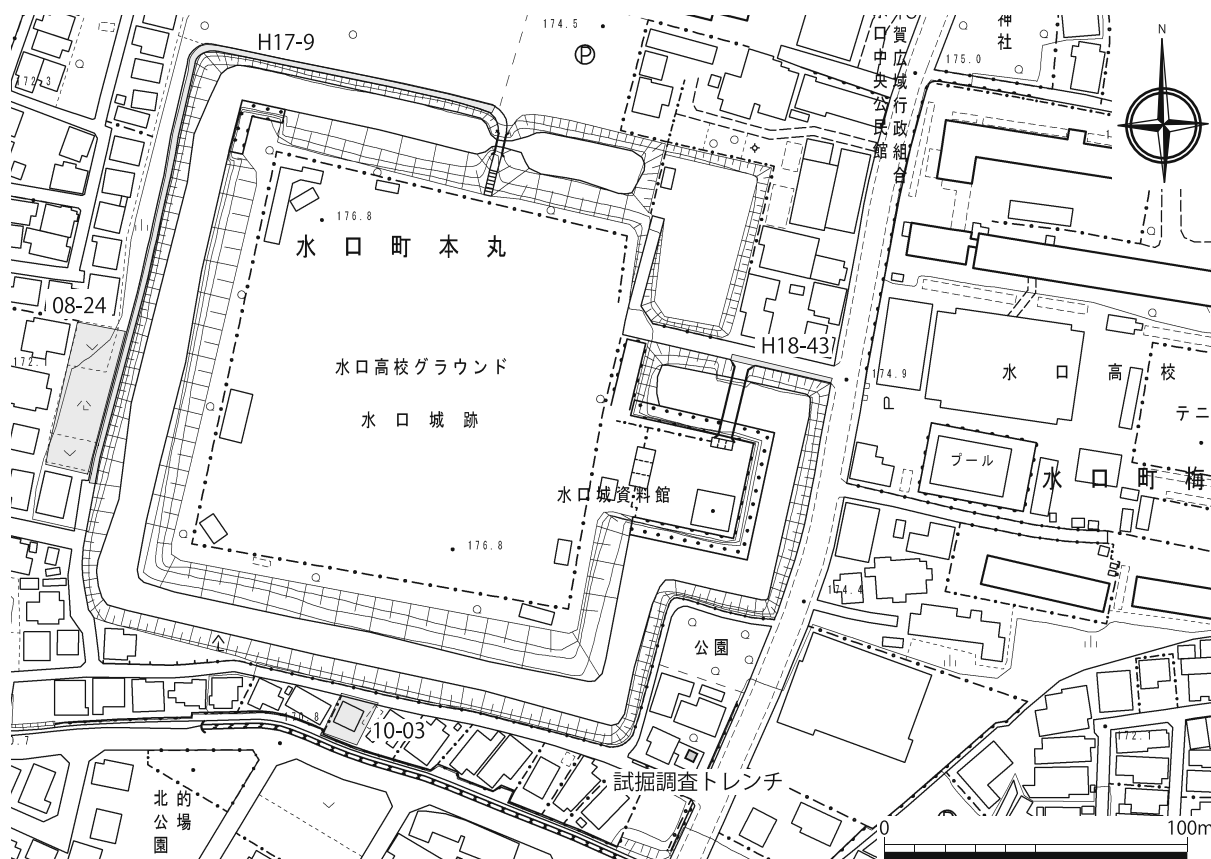 H17-9
174.5
P
神社
賀広域行政組合
口中央公民館
175.0
N
172.3
176.8
水口町本丸
08-24
H18-43
水口高校グラウンド
174.9
水口高校
水口城跡
P
テニ
プール
水口町梅
水口城資料館
176.8
174.4
公園
10-03
試掘調査トレンチ
北公園
的場
0
100m